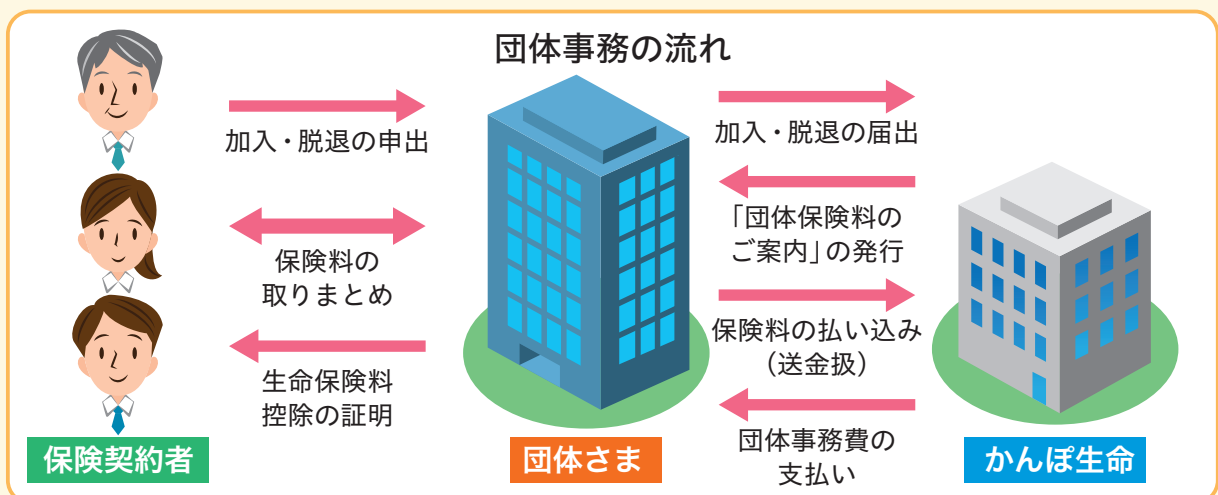 団体事務の流れ
加入・脱退の申出
保険料の
取りまとめ
生命保険料
控除の証明
加入・脱退の届出
「団体保険料の
ご案内」の発行
保険料の払い込み
（送金扱）
団体事務費の
支払い
保険契約者
団体さま
かんぽ生命